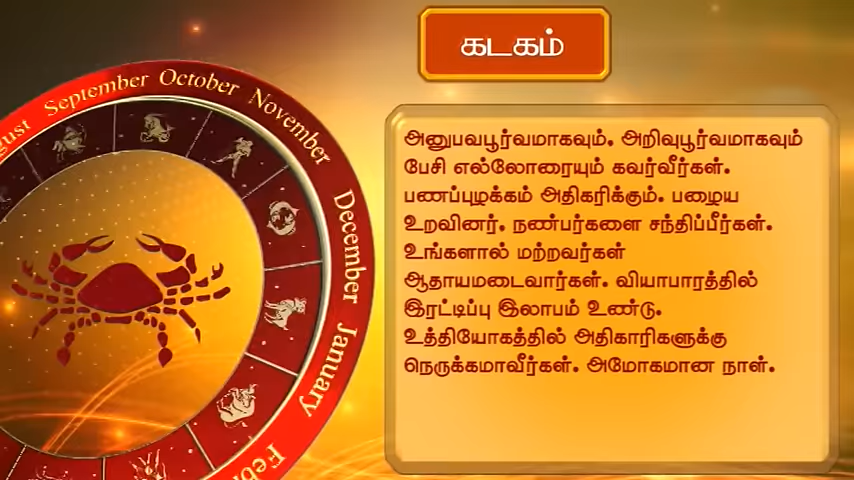 கடகம்
August
September
October
November
December
January
அனுபவபூர்வமாகவும், அறிவுபூர்வமாகவும்
பேசி எல்லோரையும் கவர்வீர்கள்.
பணப்புழக்கம் அதிகரிக்கும். பழைய
உறவினர், நண்பர்களை சந்திப்பீர்கள்.
உங்களால் மற்றவர்கள்
ஆதாயமடைவார்கள். வியாபாரத்தில்
இரட்டிப்பு இலாபம் உண்டு.
உத்தியோகத்தில் அதிகாரிகளுக்கு
நெருக்கமாவீர்கள். அமோகமான நாள்.